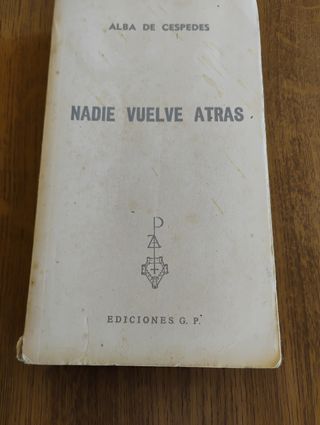 ALBA DE CESPEDES
NADIE VUELVE ATRAS
EDICIONES G. P.